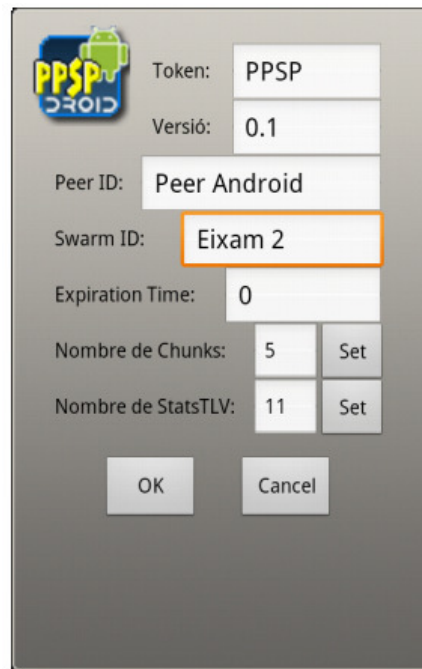 PPSP
DROID
Token: PPSP
Versió: 0.1
Peer ID: Peer Android
Swarm ID: Eixam 2
Expiration Time: 0
Nombre de Chunks: 5 Set
Nombre de StatsTLV: 11 Set
OK Cancel